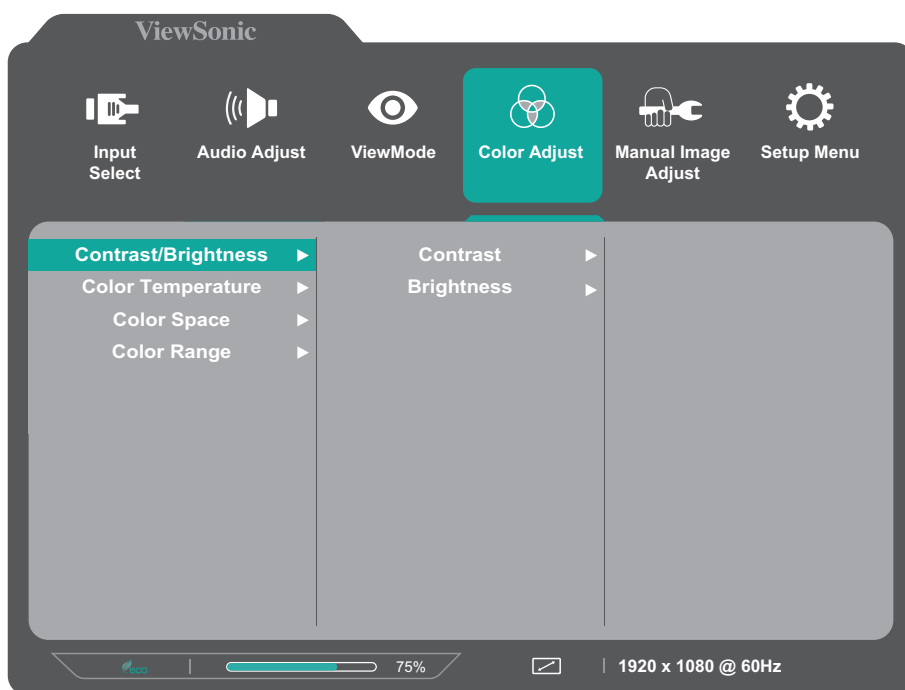 ViewSonic
Input Select
Audio Adjust
ViewMode
Color Adjust
Manual Image Adjust
Setup Menu
Contrast/Brightness
Contrast
Color Temperature
Brightness
Color Space
Color Range
eco
75%
1920 x 1080 @ 60Hz